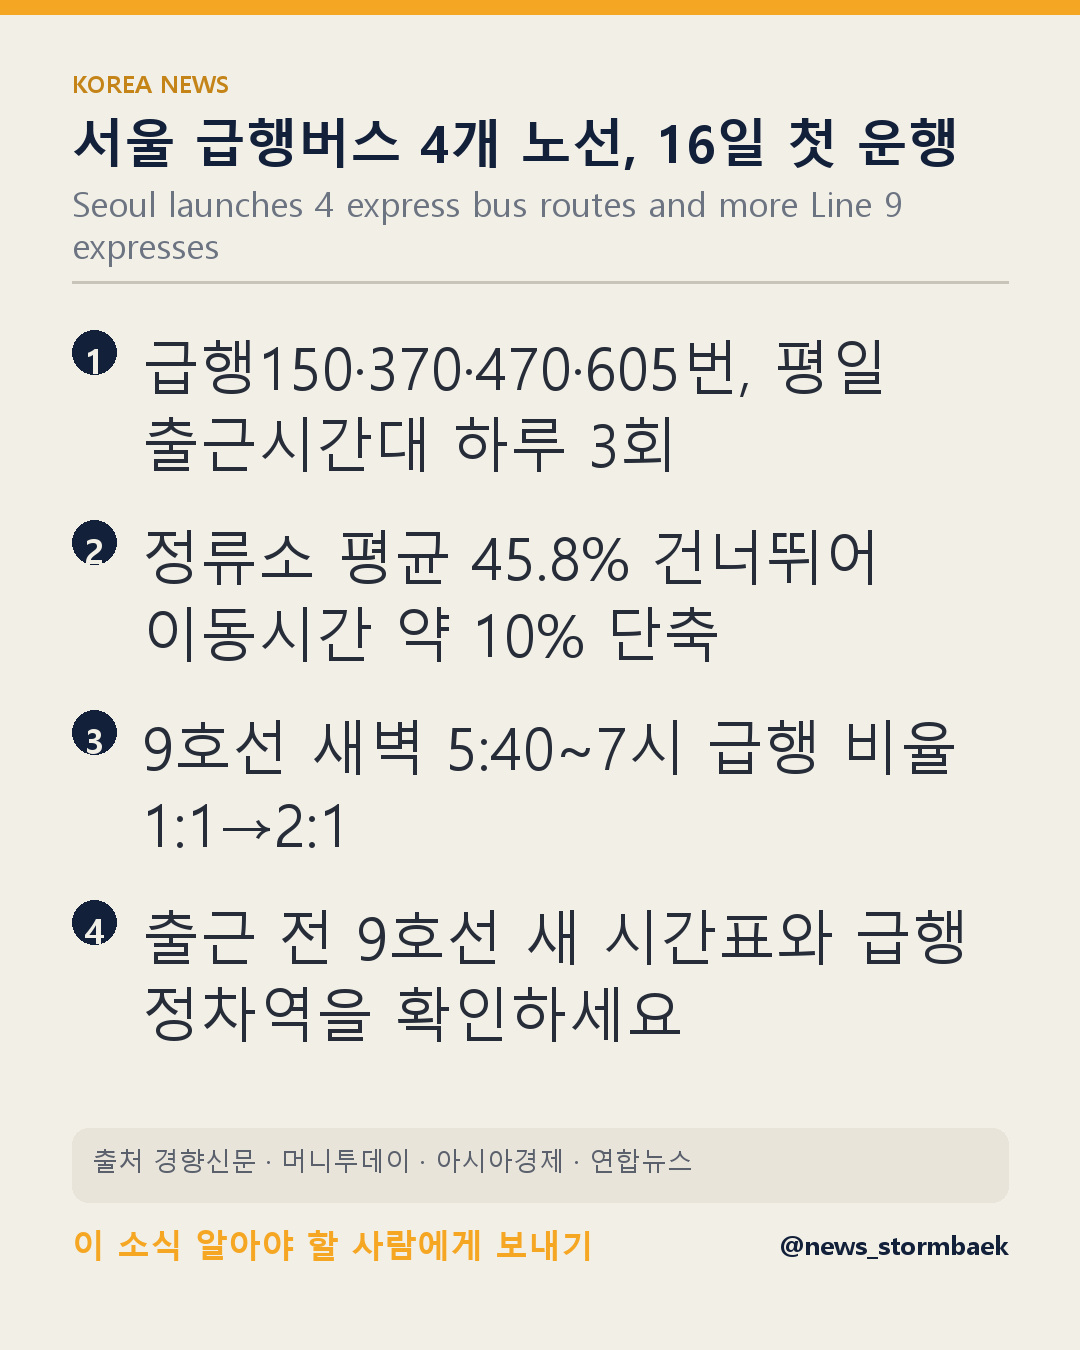 KOREA NEWS
서울 급행버스 4개 노선, 16일 첫 운행
Seoul launches 4 express bus routes and more Line 9
expresses
1 급행150·370·470·605번, 평일
출근시간대 하루 3회
2 정류소 평균 45.8% 건너뛰어
이동시간 약 10% 단축
3 9호선 새벽 5:40~7시 급행 비율
1:1→2:1
4 출근 전 9호선 새 시간표와 급행
정차역을 확인하세요
출처 경향신문 · 머니투데이 · 아시아경제 · 연합뉴스
이 소식 알아야 할 사람에게 보내기
@news_stormbaek